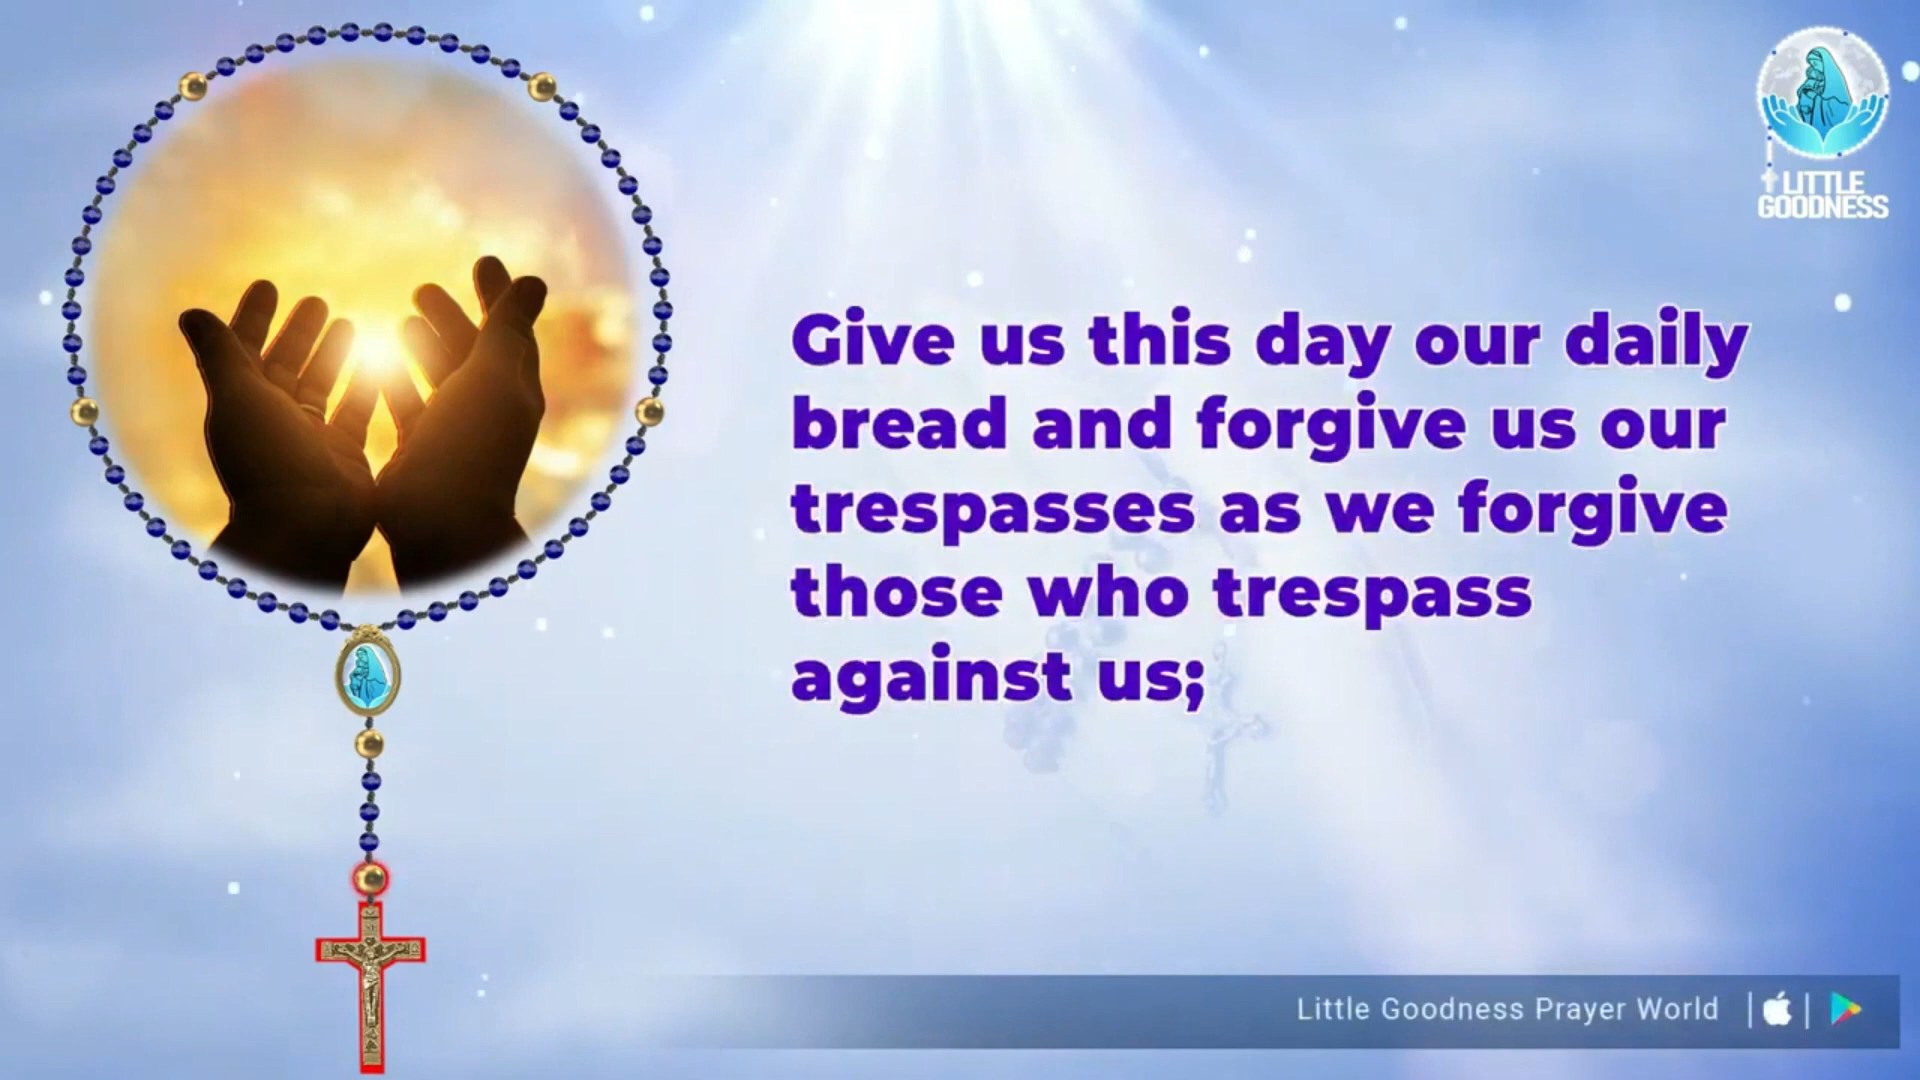 LITTLE
GOODNESS
Give us this day our daily
bread and forgive us our
trespasses as we forgive
those who trespass
against us;
Little Goodness Prayer World